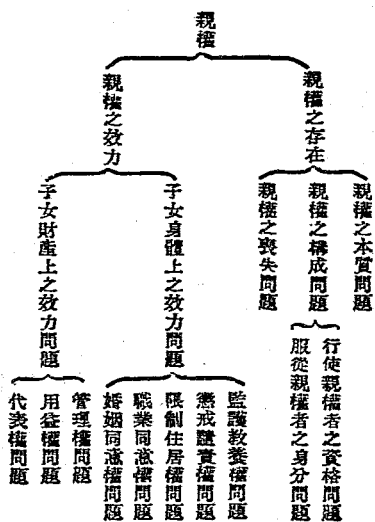 親權
親權之存在
親權之本質問題
親權之構成問題
行使親權者之資格問題
服從親權者之身分問題
親權之喪失問題
親權之效力
子女身體上之效力問題
監護教養權問題
懲戒譴責權問題
限制住居權問題
職業同意權問題
婚姻同意權問題
子女財產上之效力問題
管理權問題
用益權問題
代表權問題